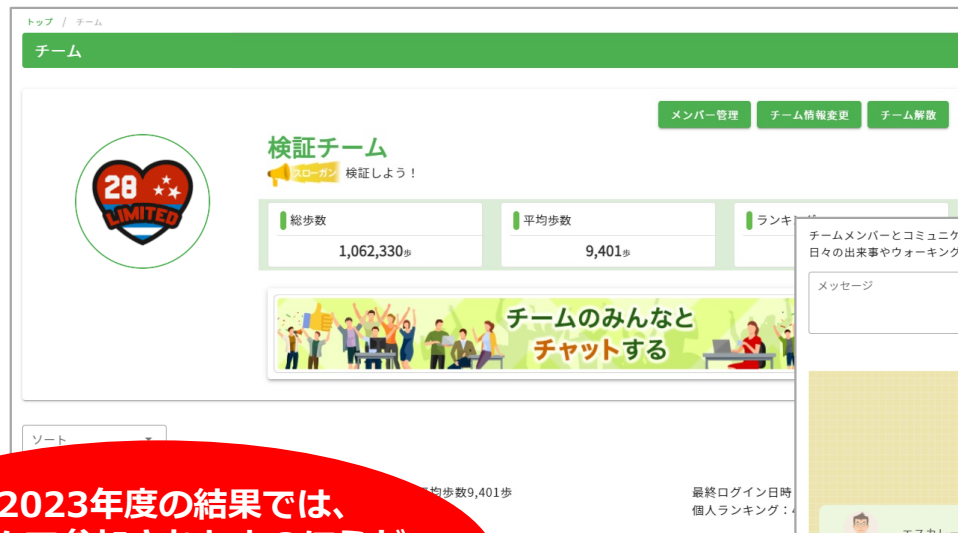 トップ / チーム
チーム
メンバー管理 チーム情報変更 チーム解散
検証チーム
スローガン 検証しよう！
28
LIMITED
総歩数
1,062,330歩
平均歩数
9,401歩
ランキ
チームのみんなと
チャットする
チームメンバーとコミュニケ
日々の出来事やウォーキング
メッセージ
ソート
均歩数9,401歩
最終ログイン日時
個人ランキング：
2023年度の結果では、